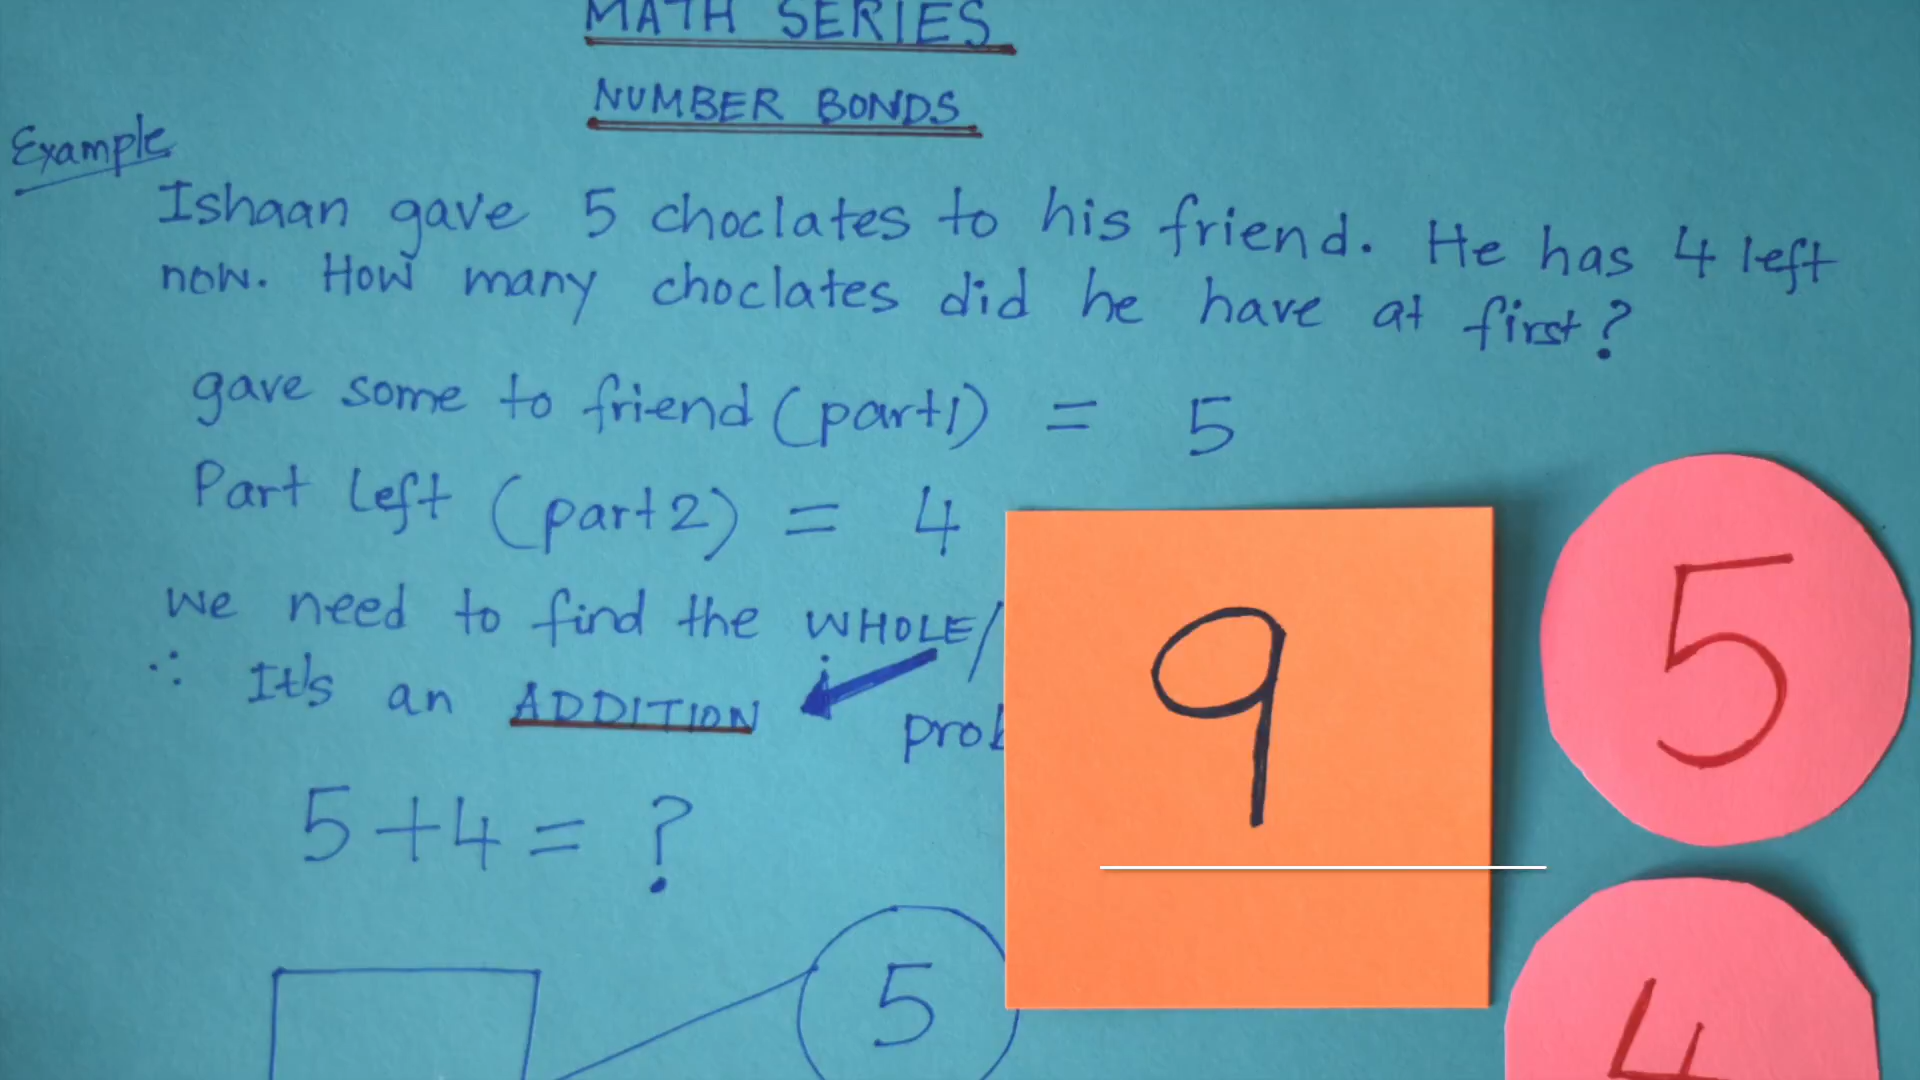 MATH SERIES
NUMBER BONDS
Example
Ishaan gave 5 choclates to his friend. He has 4 left
now. How many choclates did he have at first?
gave some to friend (part1) = 5
Part left (part2) = 4
we need to find the WHOLE/
∴ It's an ADDITION
5+4 = ?
5
9
5
4